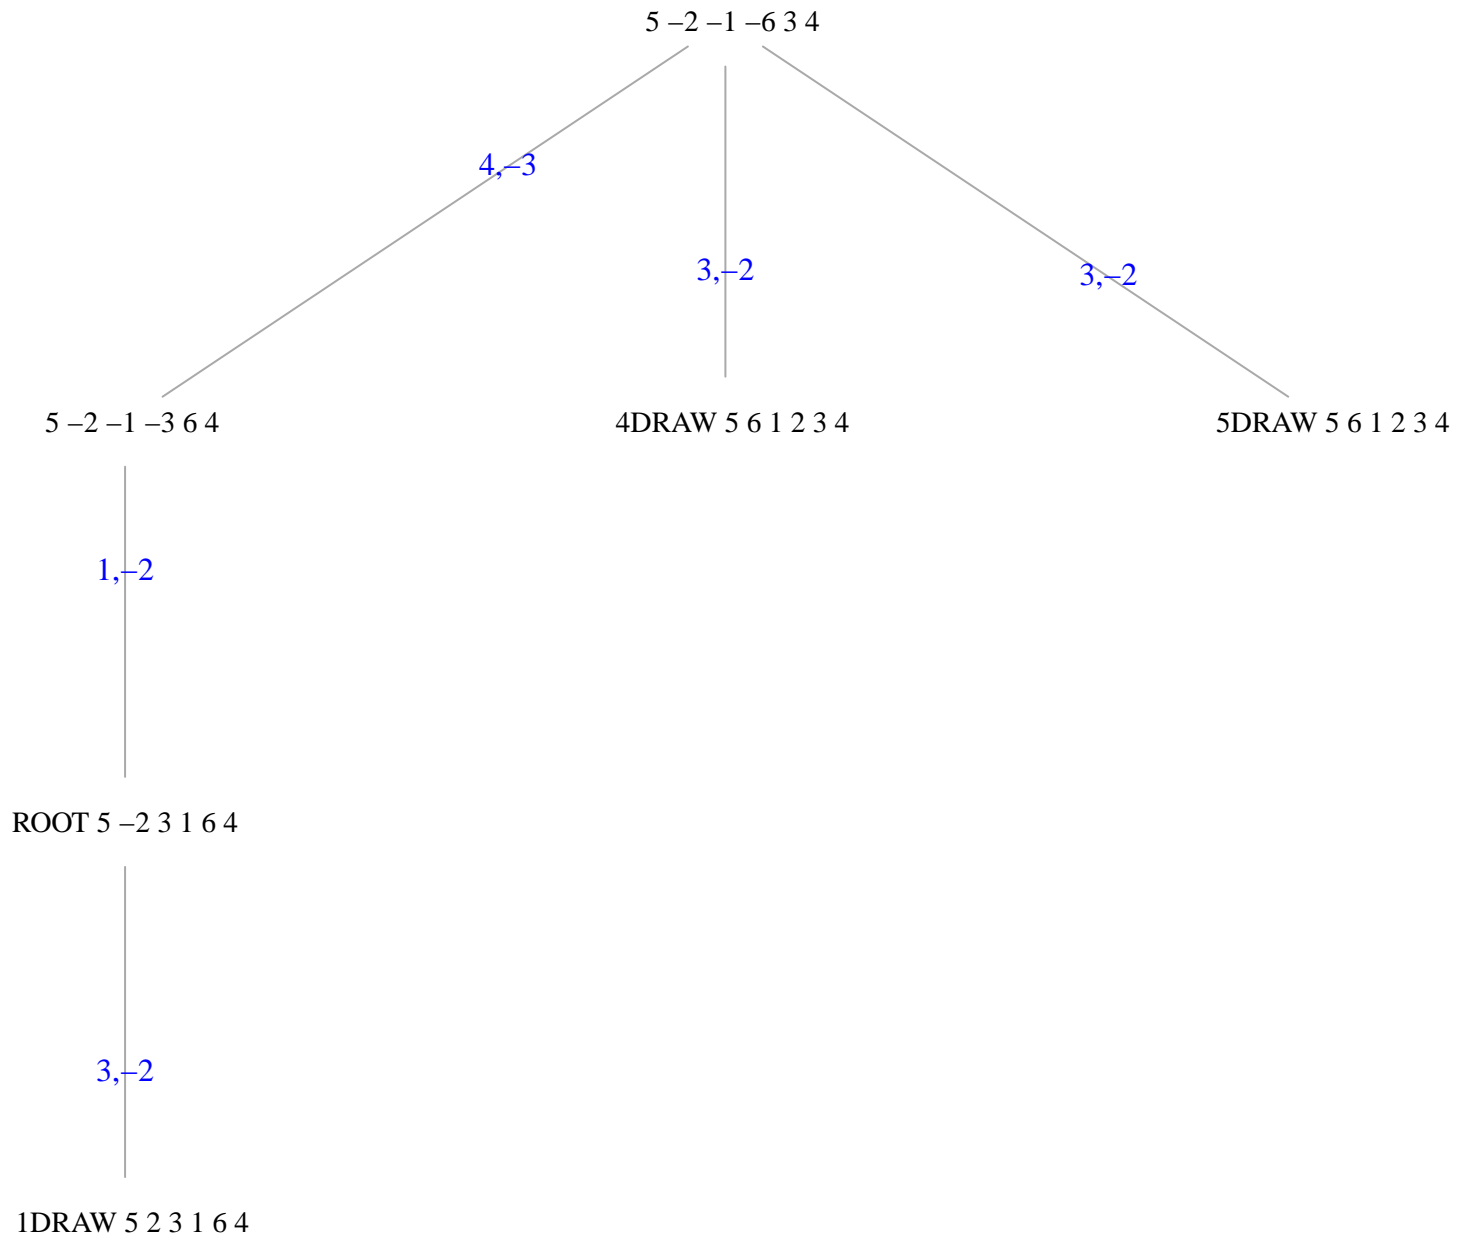 5 –2 –1 –6 3 4
4,–3
3,–2
3,–2
5 –2 –1 –3 6 4
4DRAW 5 6 1 2 3 4
5DRAW 5 6 1 2 3 4
1,–2
ROOT 5 –2 3 1 6 4
3,–2
1DRAW 5 2 3 1 6 4